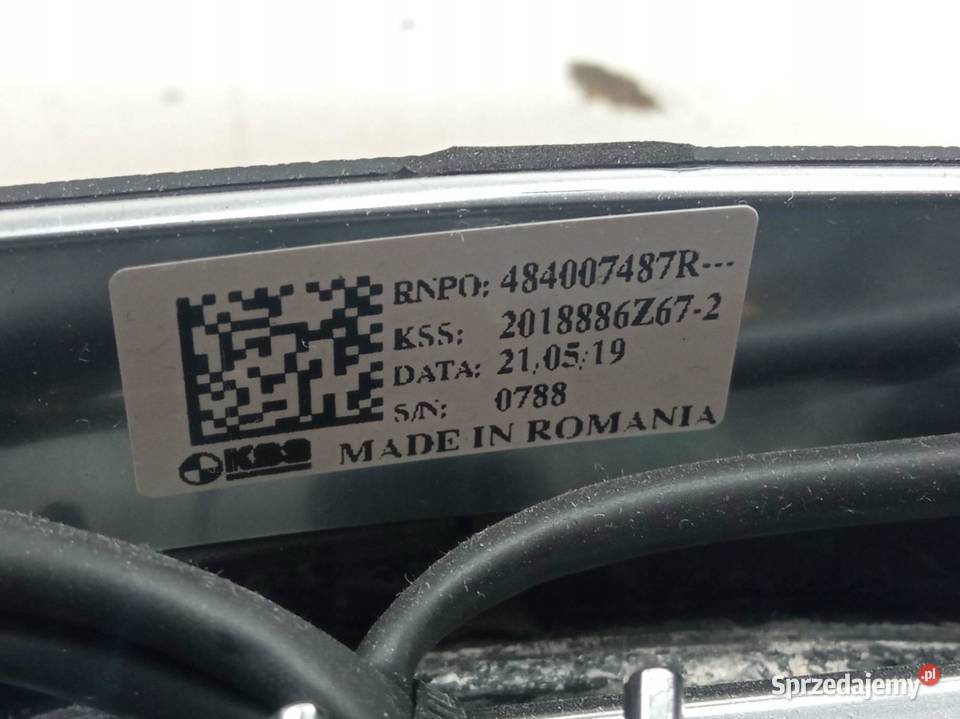 RNPO: 484007487R---
KSS: 2018886Z67-2
DATA: 21/05/19
S/N: 0788
KSS MADE IN ROMANIA
Sprzedajemy.pl